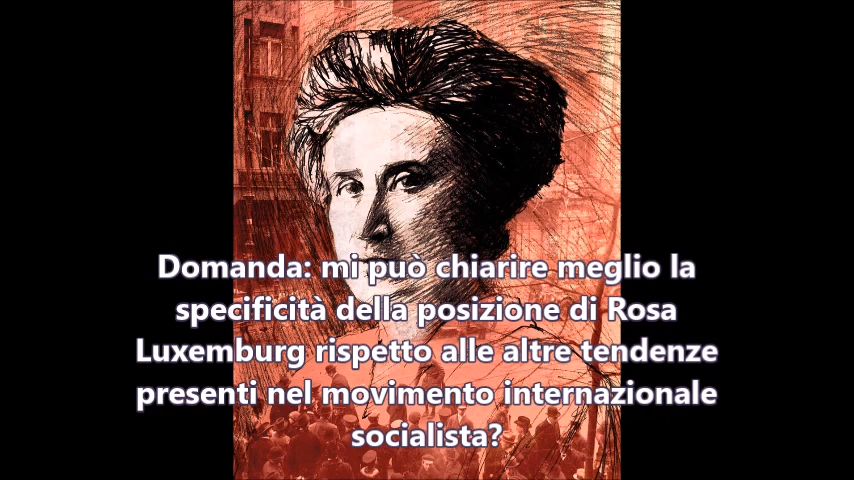 Domanda: mi può chiarire meglio la
specificità della posizione di Rosa
Luxemburg rispetto alle altre tendenze
presenti nel movimento internazionale
socialista?